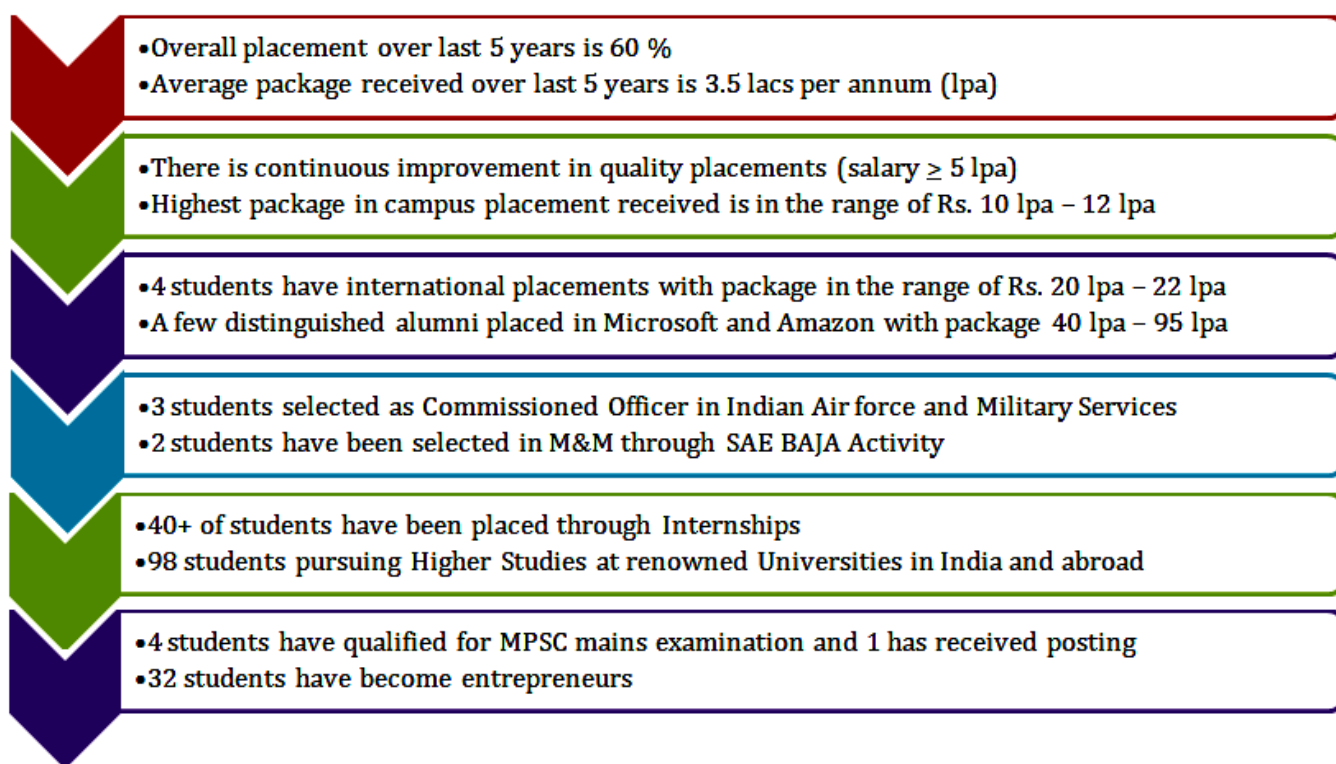 •Overall placement over last 5 years is 60 %
•Average package received over last 5 years is 3.5 lacs per annum (lpa)
•There is continuous improvement in quality placements (salary ≥ 5 lpa)
•Highest package in campus placement received is in the range of Rs. 10 lpa – 12 lpa
•4 students have international placements with package in the range of Rs. 20 lpa – 22 lpa
•A few distinguished alumni placed in Microsoft and Amazon with package 40 lpa – 95 lpa
•3 students selected as Commissioned Officer in Indian Air force and Military Services
•2 students have been selected in M&M through SAE BAJA Activity
•40+ of students have been placed through Internships
•98 students pursuing Higher Studies at renowned Universities in India and abroad
•4 students have qualified for MPSC mains examination and 1 has received posting
•32 students have become entrepreneurs